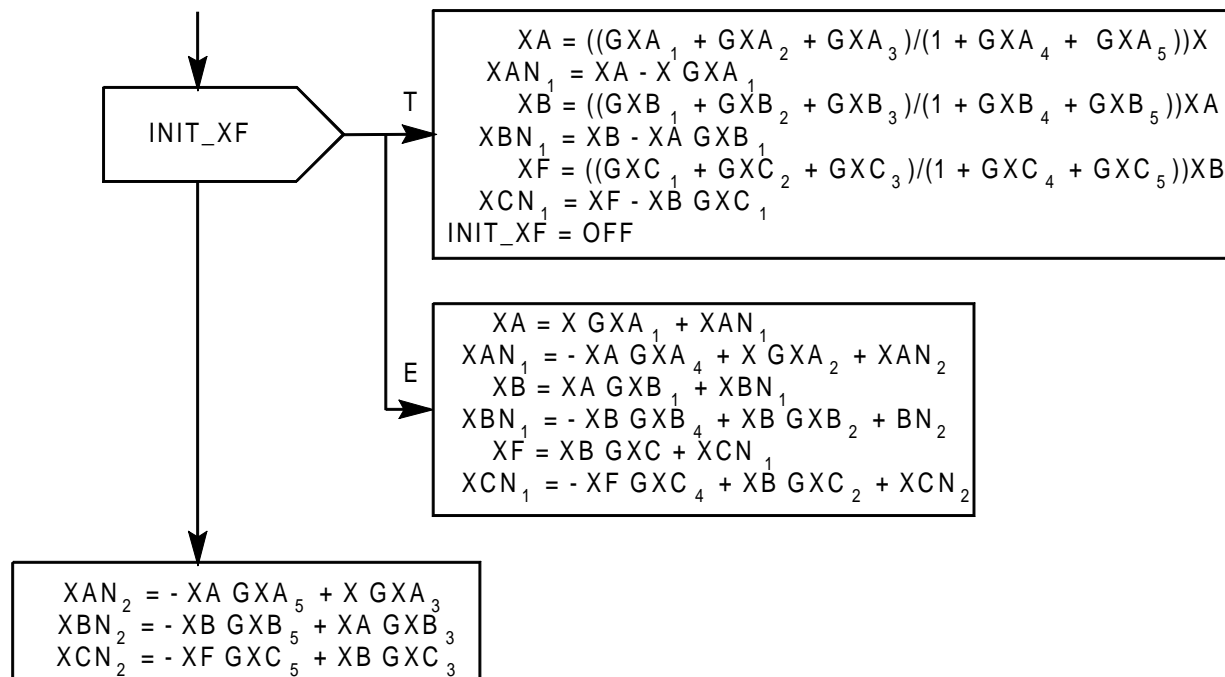 INIT_XF
T
XA = ((GXA₁ + GXA₂ + GXA₃)/(1 + GXA₄ + GXA₅))X
XAN₁ = XA - X GXA₁
XB = ((GXB₁ + GXB₂ + GXB₃)/(1 + GXB₄ + GXB₅))XA
XBN₁ = XB - XA GXB₁
XF = ((GXC₁ + GXC₂ + GXC₃)/(1 + GXC₄ + GXC₅))XB
XCN₁ = XF - XB GXC₁
INIT_XF = OFF
E
XA = X GXA₁ + XAN₁
XAN₁ = - XA GXA₄ + X GXA₂ + XAN₂
XB = XA GXB₁ + XBN₁
XBN₁ = - XB GXB₄ + XB GXB₂ + BN₂
XF = XB GXC + XCN₁
XCN₁ = - XF GXC₄ + XB GXC₂ + XCN₂
XAN₂ = - XA GXA₅ + X GXA₃
XBN₂ = - XB GXB₅ + XA GXB₃
XCN₂ = - XF GXC₅ + XB GXC₃